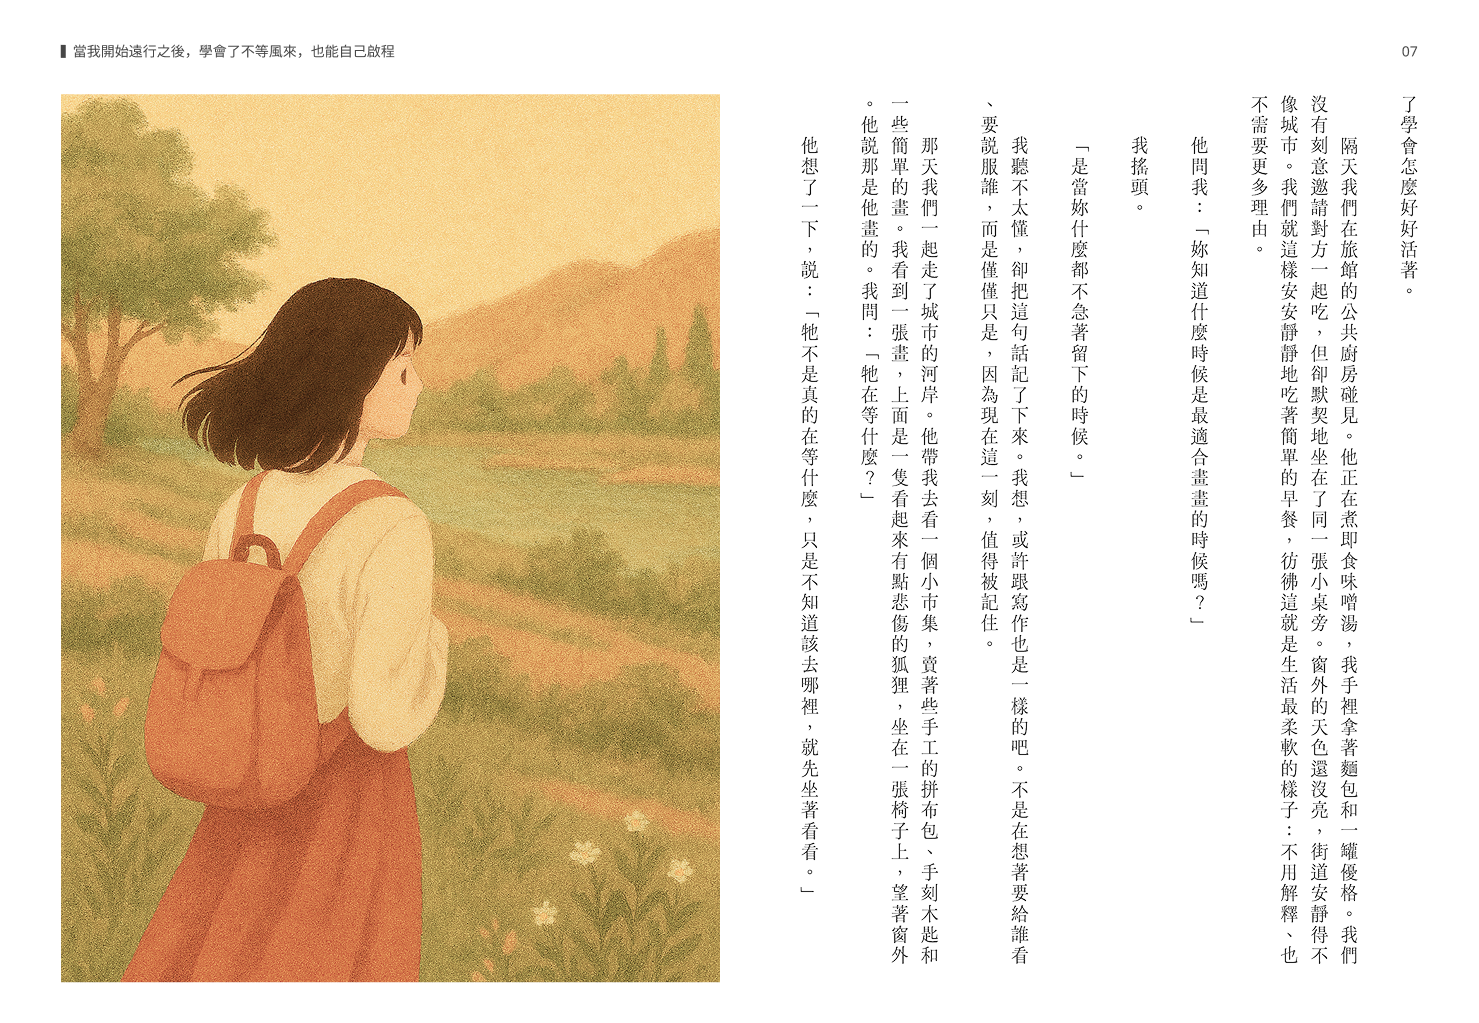 當我開始遠行之後，學會了不等風來，也能自己啟程
07
了學會怎麼好好活著。
隔天我們在旅館的公共廚房碰見。他正在煮即食味噌湯，我手裡拿著麵包和一罐優格。我們
沒有刻意邀請對方一起吃，但卻默契地坐在了同一張小桌旁。窗外的天色還沒亮，街道安靜得不
像城市。我們就這樣安安靜靜地吃著簡單的早餐，彷彿這就是生活最柔軟的樣子：不用解釋、也
不需要更多理由。
他問我：「妳知道什麼時候是最適合畫畫的時候嗎？」
我搖頭。
「是當妳什麼都不急著留下的時候。」
我聽不太懂，卻把這句話記了下來。我想，或許跟寫作也是一樣的吧。不是在想著要給誰看
、要說服誰，而是僅僅只是，因為現在這一刻，值得被記住。
那天我們一起走了城市的河岸。他帶我去看一個小市集，賣著些手工的拼布包、手刻木匙和
一些簡單的畫。我看到一張畫，上面是一隻看起來有點悲傷的狐狸，坐在一張椅子上，望著窗外
。他說那是他畫的。我問：「牠在等什麼？」
他想了一下，說：「牠不是真的在等什麼，只是不知道該去哪裡，就先坐著看看。」